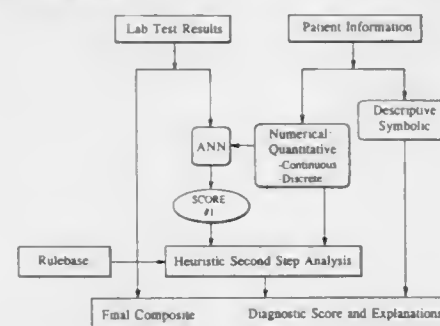 Lab Test Results
Patient Information
Descriptive
Symbolic
Numerical:
Quantitative
-Continuous
-Discrete
ANN
SCORE
#1
Rulebase
Heuristic Second Step Analysis
Final Composite
Diagnostic Score and Explanations